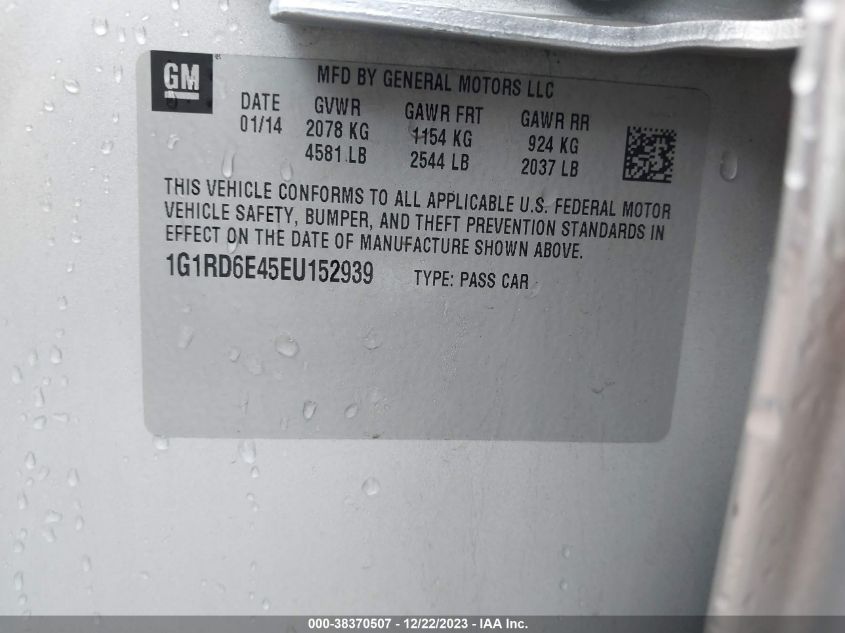 GM
MFD BY GENERAL MOTORS LLC
DATE GVWR GAWR FRT GAWR RR
01/14 2078 KG 1154 KG 924 KG
4581 LB 2544 LB 2037 LB
THIS VEHICLE CONFORMS TO ALL APPLICABLE U.S. FEDERAL MOTOR
VEHICLE SAFETY, BUMPER, AND THEFT PREVENTION STANDARDS IN
EFFECT ON THE DATE OF MANUFACTURE SHOWN ABOVE.
1G1RD6E45EU152939 TYPE: PASS CAR
000-38370507 - 12/22/2023 - IAA Inc.